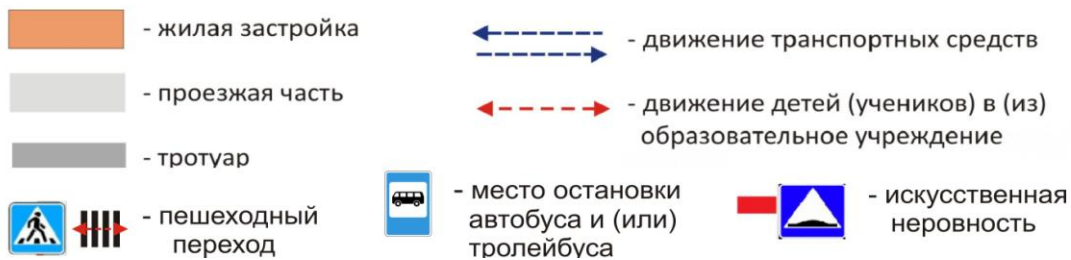 - жилая застройка
- проезжая часть
- тротуар
- пешеходный
переход
- движение транспортных средств
- движение детей (учеников) в (из)
образовательное учреждение
- место остановки
автобуса и (или)
тролейбуса
- искусственная
неровность